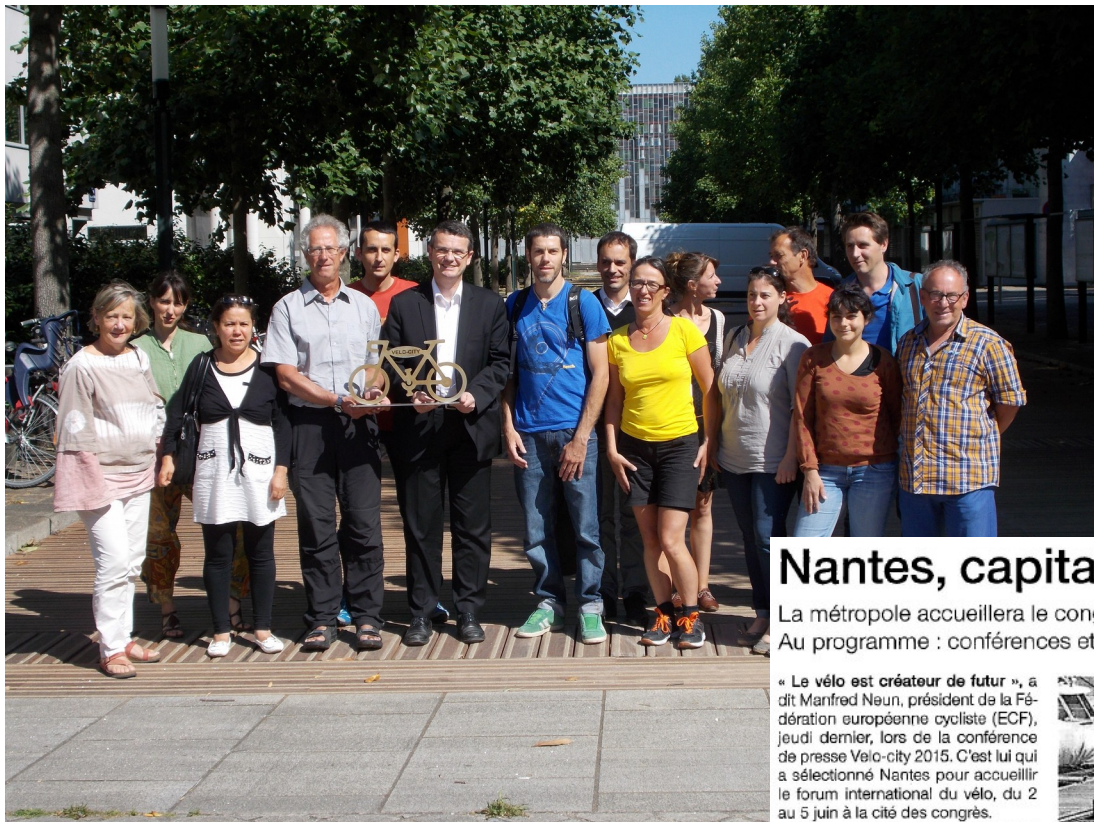 VELO-CITY
Nantes, capita
La métropole accueillera le con
Au programme : conférences et
« Le vélo est créateur de futur », a
dit Manfred Neun, président de la Fé-
dération européenne cycliste (ECF),
jeudi dernier, lors de la conférence
de presse Velo-city 2015. C'est lui qui
a sélectionné Nantes pour accueillir
le forum international du vélo, du 2
au 5 juin à la cité des congrès.